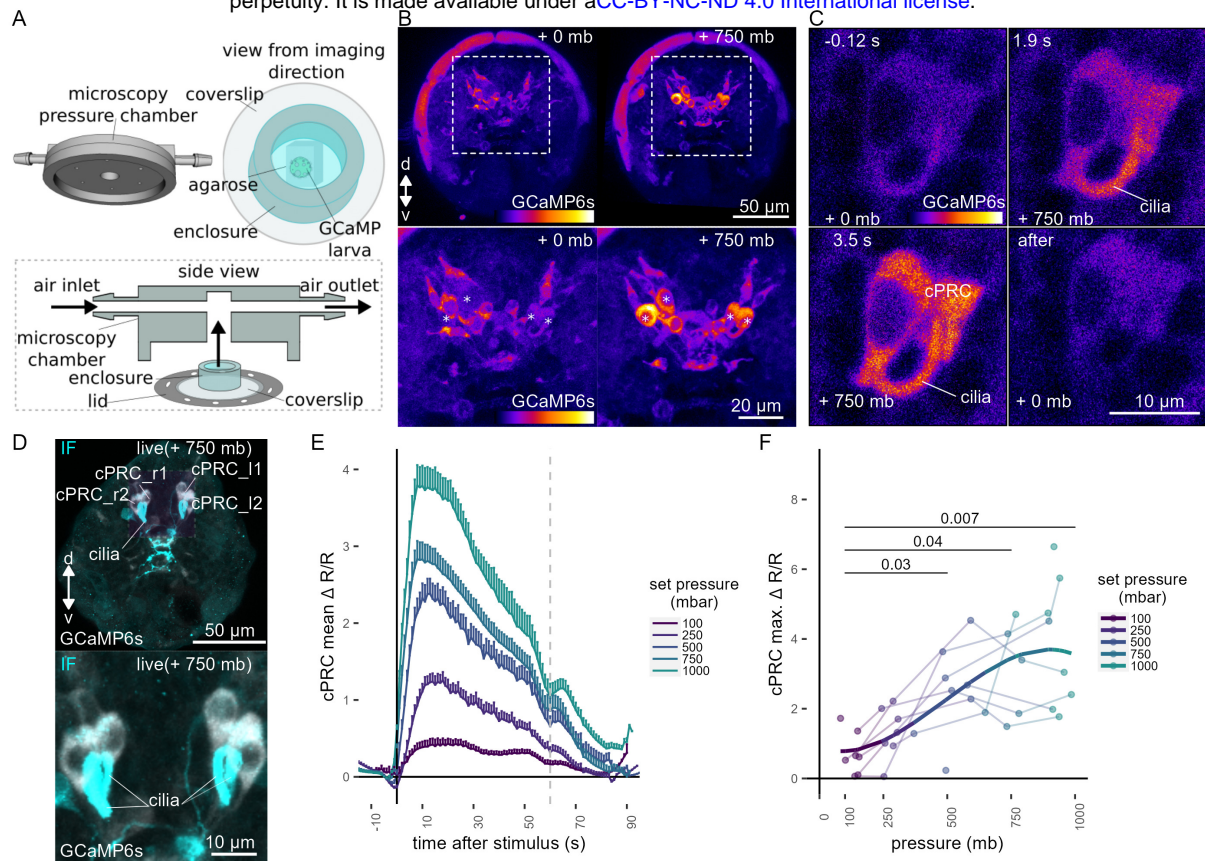 perpetuity. It is made available under aCC-BY-NC-ND 4.0 International license.
A
view from imaging
direction
microscopy
pressure chamber
coverslip
agarose
enclosure
GCaMP
larva
side view
air inlet
air outlet
microscopy
chamber
enclosure
lid
coverslip
B
+ 0 mb
+ 750 mb
d
v
GCaMP6s
50 µm
+ 0 mb
+ 750 mb
*
*
*
*
*
*
*
*
GCaMP6s
20 µm
C
-0.12 s
1.9 s
GCaMP6s
cilia
+ 0 mb
+ 750 mb
3.5 s
after
cPRC
cilia
+ 750 mb
+ 0 mb
10 µm
D
IF
live(+ 750 mb)
cPRC_r1
cPRC_l1
cPRC_r2
cPRC_l2
cilia
d
v
GCaMP6s
50 µm
IF
live(+ 750 mb)
cilia
GCaMP6s
10 µm
E
cPRC mean Δ R/R
4
3
2
1
0
-10
10
30
50
70
90
time after stimulus (s)
set pressure
(mbar)
100
250
500
750
1000
F
cPRC max. Δ R/R
8
6
4
2
0
0.007
0.04
0.03
0
100
250
500
750
1000
pressure (mb)
set pressure
(mbar)
100
250
500
750
1000